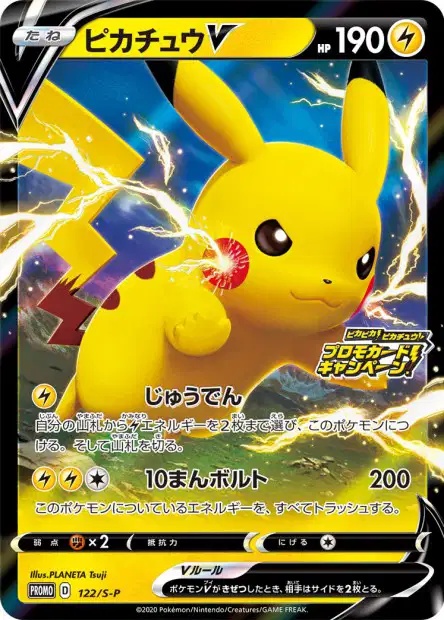 たね ピカチュウV HP 190
ピカピカ!ピカチュウ!
プロモカード
キャンペーン!
じゅうでん
自分の山札からエネルギーを2枚まで選び、このポケモンにつ
ける。そして山札を切る。
10まんボルト 200
このポケモンについているエネルギーを、すべてトラッシュする。
弱点 ×2 抵抗力 にげる
Illus.PLANETA Tsuji
Vルール
ポケモンVがきぜつしたとき、相手はサイドを2枚とる。
PROMO D 122/S-P
©2020 Pokémon/Nintendo/Creatures/GAME FREAK.